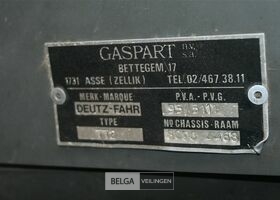 GASPART N.V. S.A.
BETTEGEM, 17
1731 ASSE (ZELLIK) TEL. 02/467.38.11
MERK-MARQUE P.V.A. - P.V.G.
DEUTZ-FAHR
TYPE Nº CHASSIS-RAAM
BELGA VEILINGEN